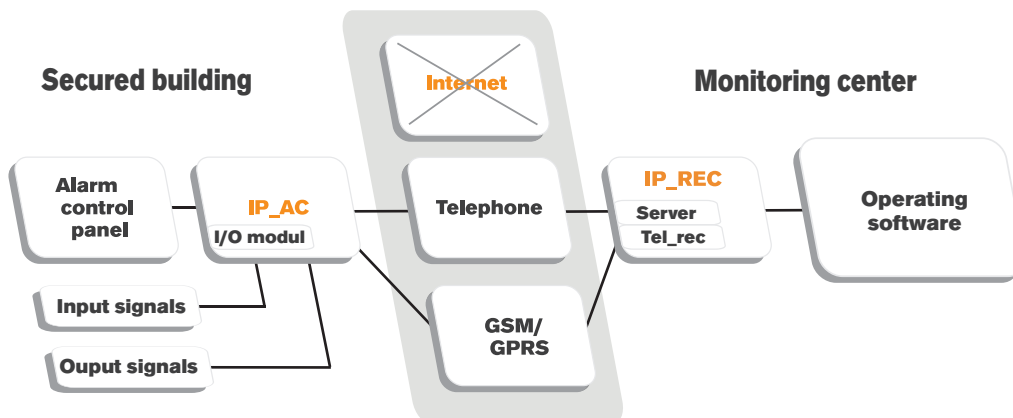 Secured building
Internet
Monitoring center
Alarm
control
panel
IP_AC
I/O modul
Telephone
IP_REC
Server
Tel_rec
Operating
software
Input signals
Ouput signals
GSM/
GPRS